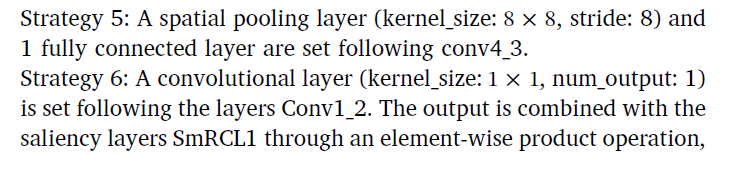 Strategy 5: A spatial pooling layer (kernel_size: 8 × 8, stride: 8) and
1 fully connected layer are set following conv4_3.
Strategy 6: A convolutional layer (kernel_size: 1 × 1, num_output: 1)
is set following the layers Conv1_2. The output is combined with the
saliency layers SmRCL1 through an element-wise product operation,